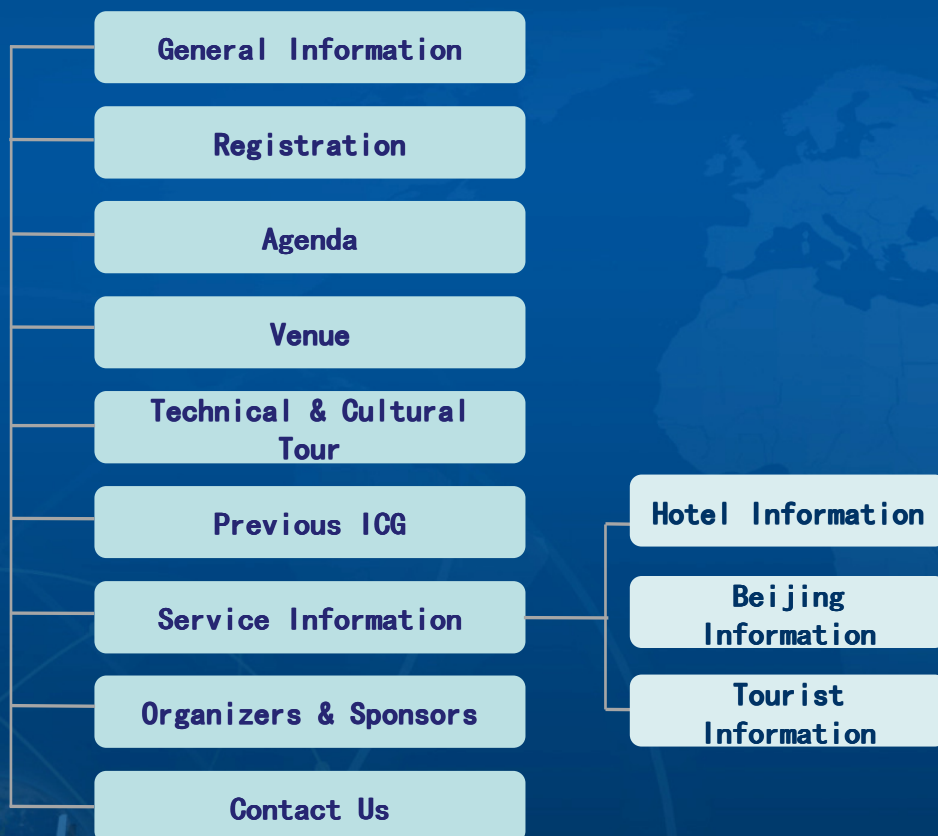 General Information
Registration
Agenda
Venue
Technical & Cultural
Tour
Previous ICG
Service Information
Organizers & Sponsors
Contact Us
Hotel Information
Beijing
Information
Tourist
Information